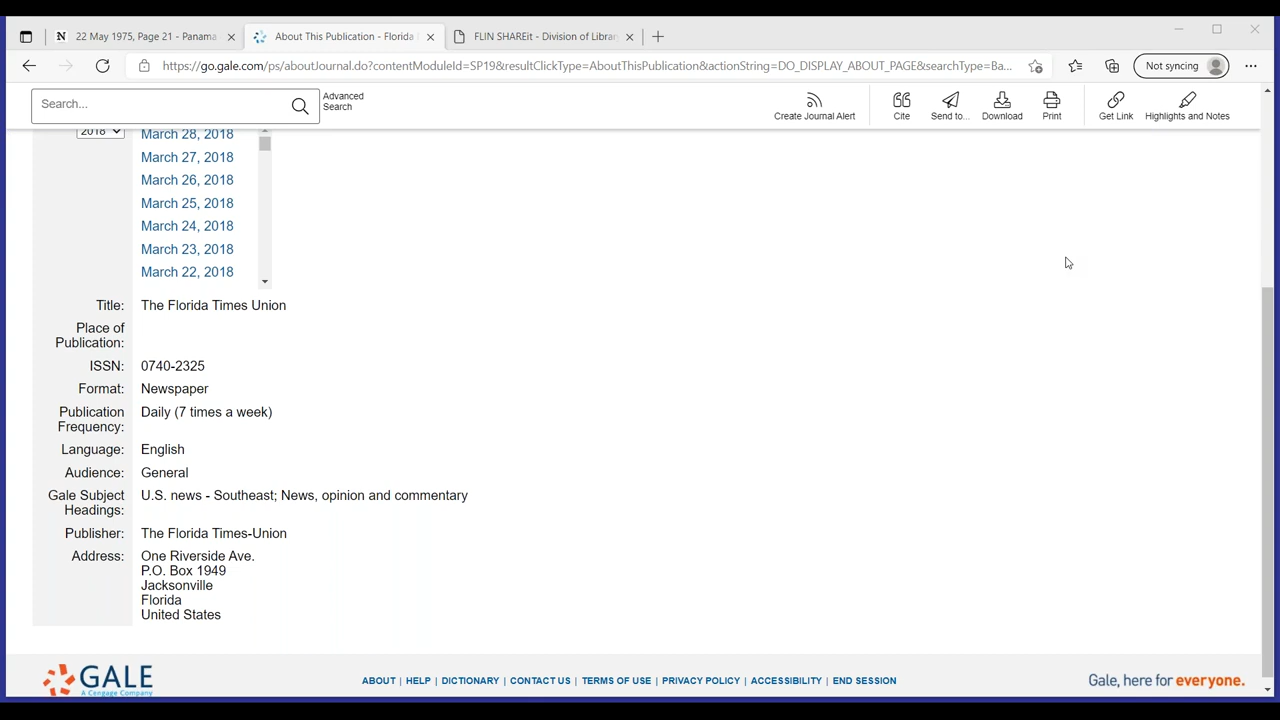 22 May 1975, Page 21 - Panama
About This Publication - Florida
FLIN SHAREit - Division of Librar
https://go.gale.com/ps/aboutJournal.do?contentModuleId=SP19&resultClickType=AboutThisPublication&actionString=DO_DISPLAY_ABOUT_PAGE&searchType=Ba...
Not syncing
Search...
Advanced
Search
Create Journal Alert
Cite
Send to...
Download
Print
Get Link
Highlights and Notes
2018
March 28, 2018
March 27, 2018
March 26, 2018
March 25, 2018
March 24, 2018
March 23, 2018
March 22, 2018
Title: The Florida Times Union
Place of
Publication:
ISSN: 0740-2325
Format: Newspaper
Publication Daily (7 times a week)
Frequency:
Language: English
Audience: General
Gale Subject U.S. news - Southeast; News, opinion and commentary
Headings:
Publisher: The Florida Times-Union
Address: One Riverside Ave.
P.O. Box 1949
Jacksonville
Florida
United States
GALE
A Cengage Company
ABOUT | HELP | DICTIONARY | CONTACT US | TERMS OF USE | PRIVACY POLICY | ACCESSIBILITY | END SESSION
Gale, here for everyone.